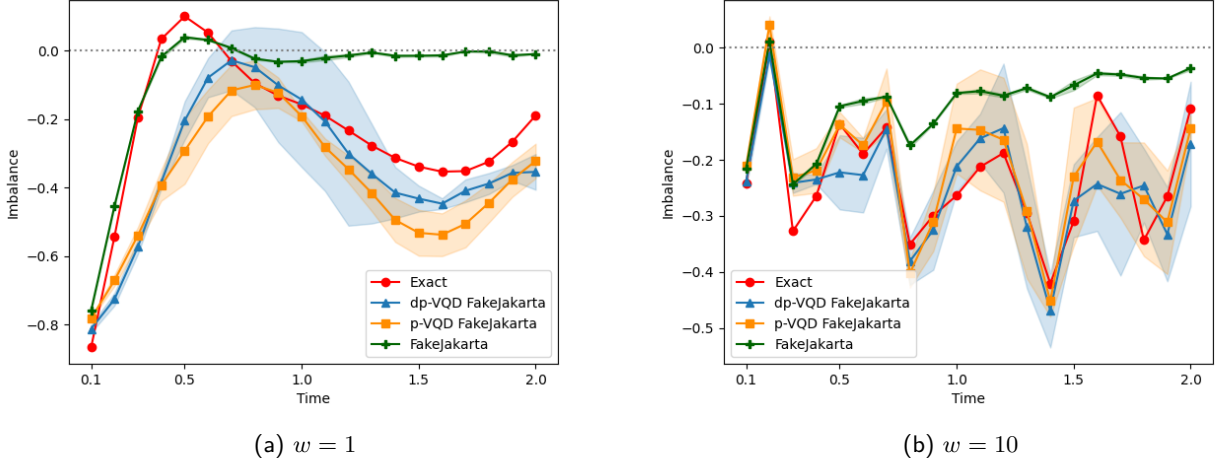 0.0
−0.2
−0.4
−0.6
−0.8
Imbalance
0.1
0.5
1.0
1.5
2.0
Time
Exact
dp-VQD FakeJakarta
p-VQD FakeJakarta
FakeJakarta
(a) w = 1
0.0
−0.1
−0.2
−0.3
−0.4
−0.5
Imbalance
0.1
0.5
1.0
1.5
2.0
Time
Exact
dp-VQD FakeJakarta
p-VQD FakeJakarta
FakeJakarta
(b) w = 10